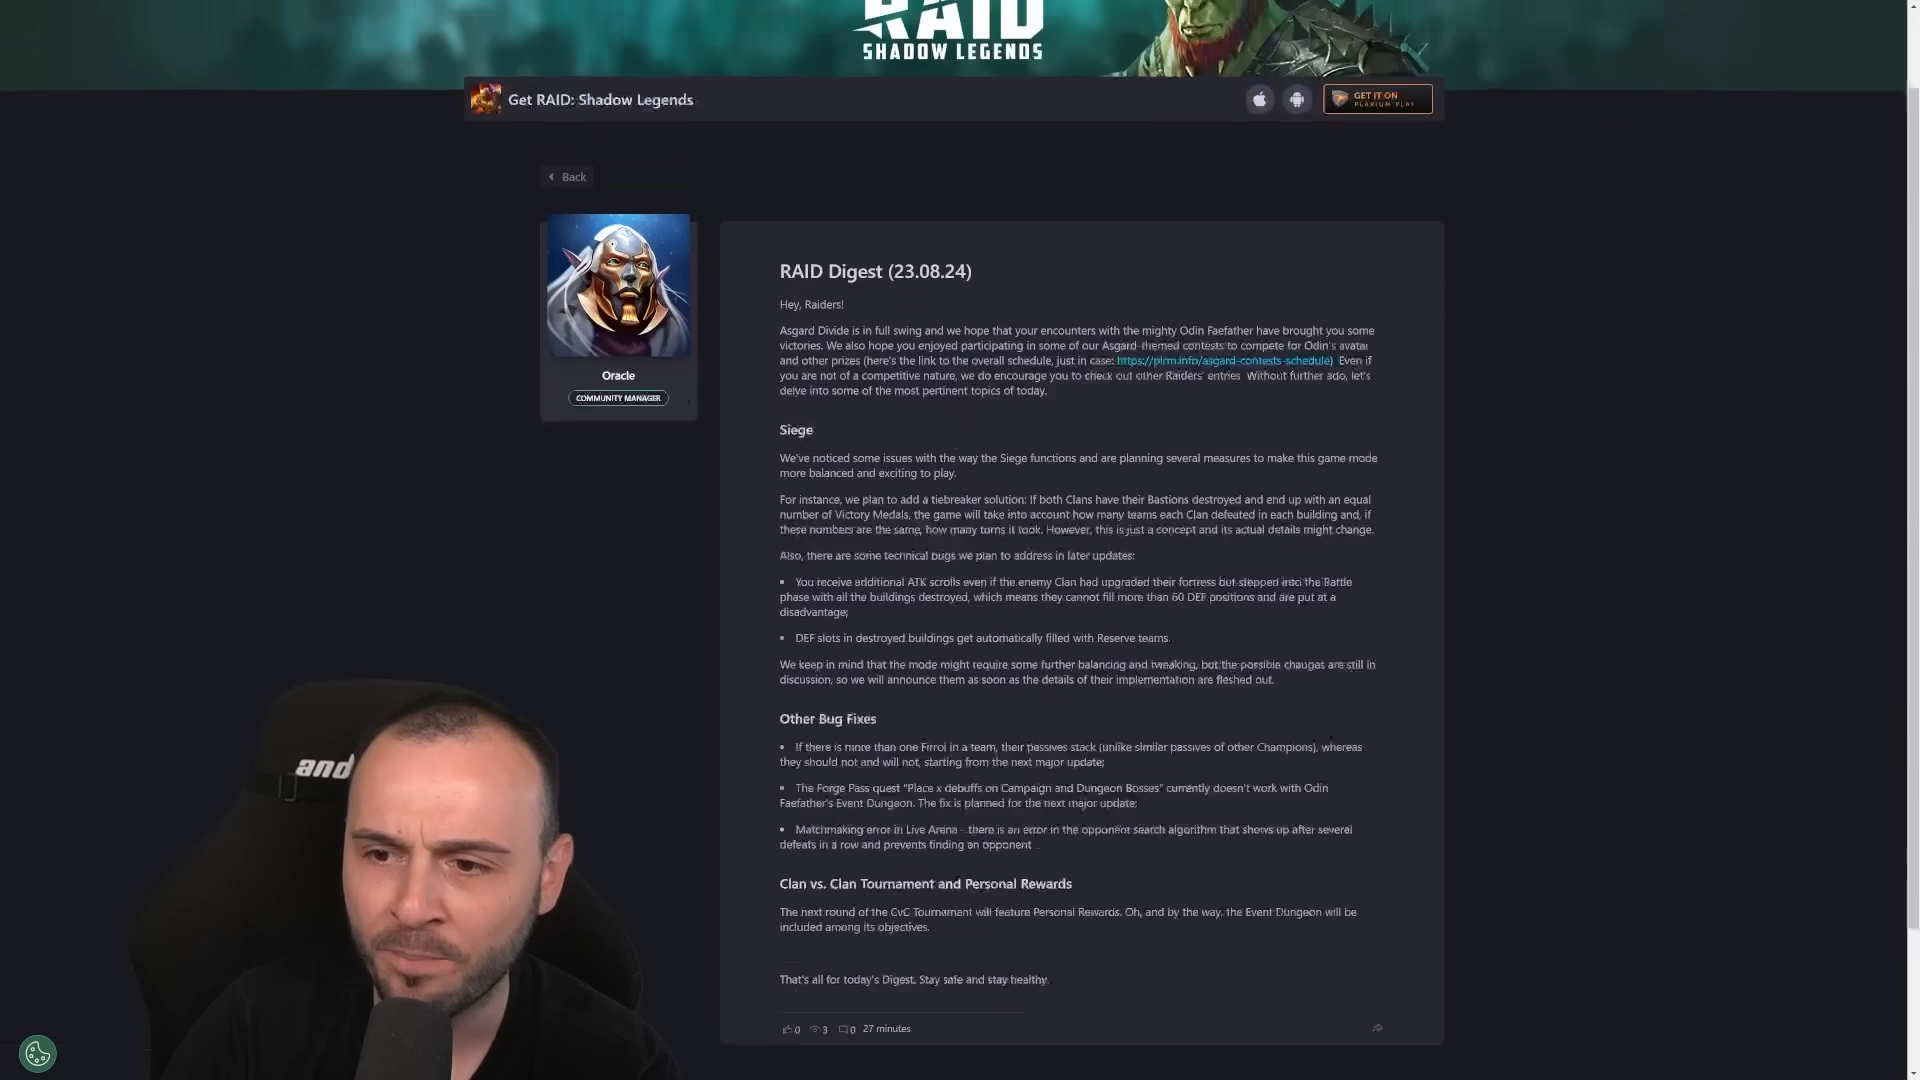 RAID
SHADOW LEGENDS
Get RAID: Shadow Legends
GET IT ON
PLARIUM PLAY
Back
Oracle
COMMUNITY MANAGER
RAID Digest (23.08.24)
Hey, Raiders!
Asgard Divide is in full swing and we hope that your encounters with the mighty Odin Faefather have brought you some
victories. We also hope you enjoyed participating in some of our Asgard-themed contests to compete for Odin's avatar
and other prizes (here's the link to the overall schedule, just in case: https://plrm.info/asgard-contests-schedule) Even if
you are not of a competitive nature, we do encourage you to check out other Raiders' entries. Without further ado, let's
delve into some of the most pertinent topics of today.
Siege
We've noticed some issues with the way the Siege functions and are planning several measures to make this game mode
more balanced and exciting to play.
For instance, we plan to add a tiebreaker solution: If both Clans have their Bastions destroyed and end up with an equal
number of Victory Medals, the game will take into account how many teams each Clan defeated in each building and, if
these numbers are the same, how many turns it took. However, this is just a concept and its actual details might change.
Also, there are some technical bugs we plan to address in later updates:
• You receive additional ATK scrolls even if the enemy Clan had upgraded their fortress but stepped into the Battle
phase with all the buildings destroyed, which means they cannot fill more than 60 DEF positions and are put at a
disadvantage;
• DEF slots in destroyed buildings get automatically filled with Reserve teams.
We keep in mind that the mode might require some further balancing and tweaking, but the possible changes are still in
discussion, so we will announce them as soon as the details of their implementation are fleshed out.
Other Bug Fixes
• If there is more than one Firrol in a team, their passives stack (unlike similar passives of other Champions), whereas
they should not and will not, starting from the next major update;
• The Forge Pass quest "Place x debuffs on Campaign and Dungeon Bosses" currently doesn't work with Odin
Faefather's Event Dungeon. The fix is planned for the next major update;
• Matchmaking error in Live Arena - there is an error in the opponent search algorithm that shows up after several
defeats in a row and prevents finding an opponent
Clan vs. Clan Tournament and Personal Rewards
The next round of the CvC Tournament will feature Personal Rewards. Oh, and by the way, the Event Dungeon will be
included among its objectives.
That's all for today's Digest. Stay safe and stay healthy.
0 3 0 27 minutes
and